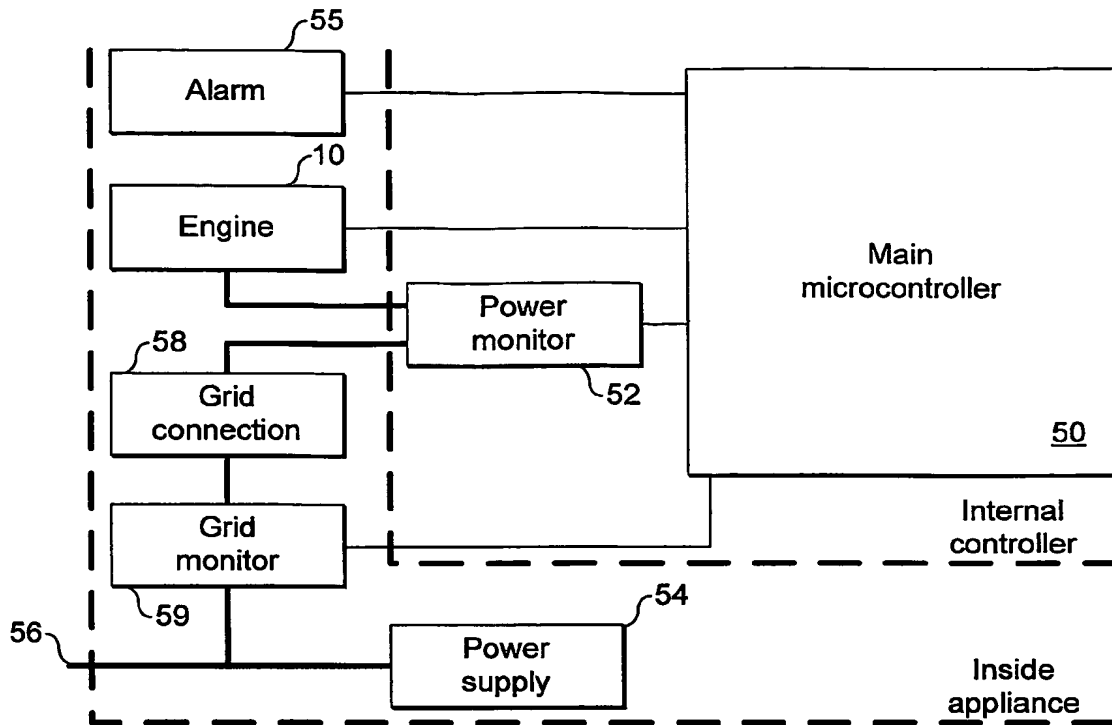 55
Alarm
10
Engine
Main
microcontroller
Power
monitor
58
52
Grid
connection
50
Grid
monitor
Internal
controller
59
54
56
Power
supply
Inside
appliance